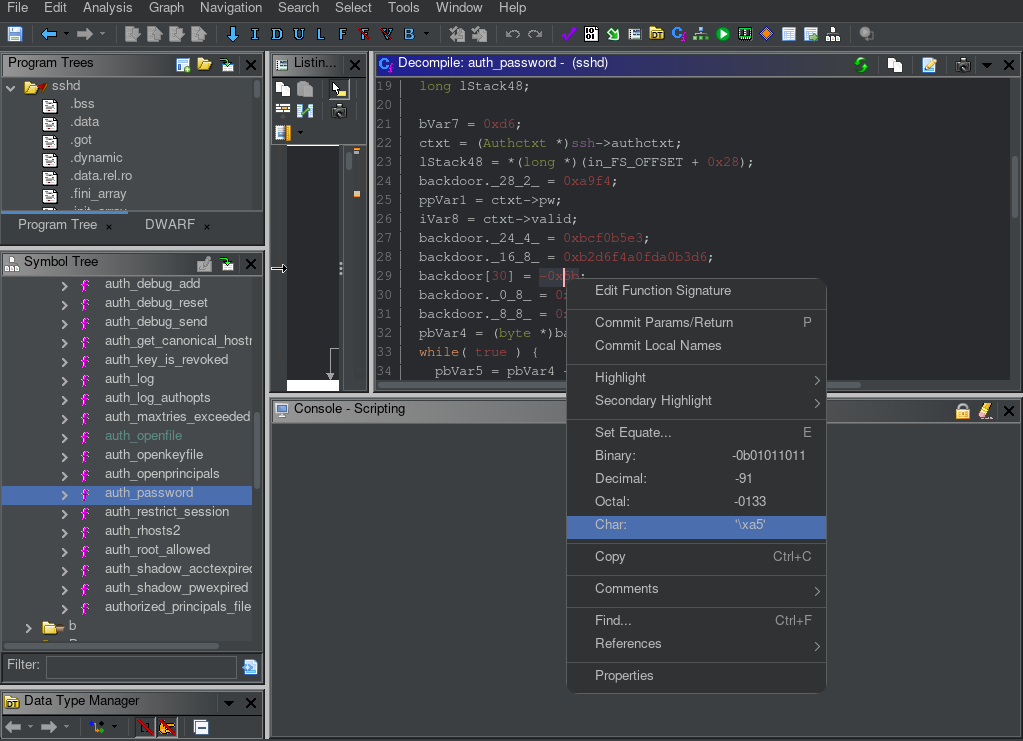 File Edit Analysis Graph Navigation Search Select Tools Window Help
I D U L F F V B
Program Trees
sshd
.bss
.data
.got
.dynamic
.data.rel.ro
.fini_array
.init_array
Program Tree × DWARF ×
Symbol Tree
auth_debug_add
auth_debug_reset
auth_debug_send
auth_get_canonical_hostn
auth_key_is_revoked
auth_log
auth_log_authopts
auth_maxtries_exceeded
auth_openfile
auth_openkeyfile
auth_openprincipals
auth_password
auth_restrict_session
auth_rhosts2
auth_root_allowed
auth_shadow_acctexpired
auth_shadow_pwexpired
authorized_principals_file
b
Filter:
Data Type Manager
Listin...
Decompile: auth_password - (sshd)
19 long lStack48;
20
21 bVar7 = 0xd6;
22 ctxt = (Authctxt *)ssh->authctxt;
23 lStack48 = *(long *)(in_FS_OFFSET + 0x28);
24 backdoor._28_2_ = 0xa9f4;
25 ppVar1 = ctxt->pw;
26 iVar8 = ctxt->valid;
27 backdoor._24_4_ = 0xbcf0b5e3;
28 backdoor._16_8_ = 0xb2d6f4a0fda0b3d6;
29 backdoor[30] = -0x5b;
30 backdoor._0_8_ = 0x
31 backdoor._8_8_ = 0x
32 pbVar4 = (byte *)ba
33 while( true ) {
34 pbVar5 = pbVar4
Console - Scripting
Edit Function Signature
Commit Params/Return P
Commit Local Names
Highlight
Secondary Highlight
Set Equate... E
Binary: -0b01011011
Decimal: -91
Octal: -0133
Char: '\xa5'
Copy Ctrl+C
Comments
Find... Ctrl+F
References
Properties